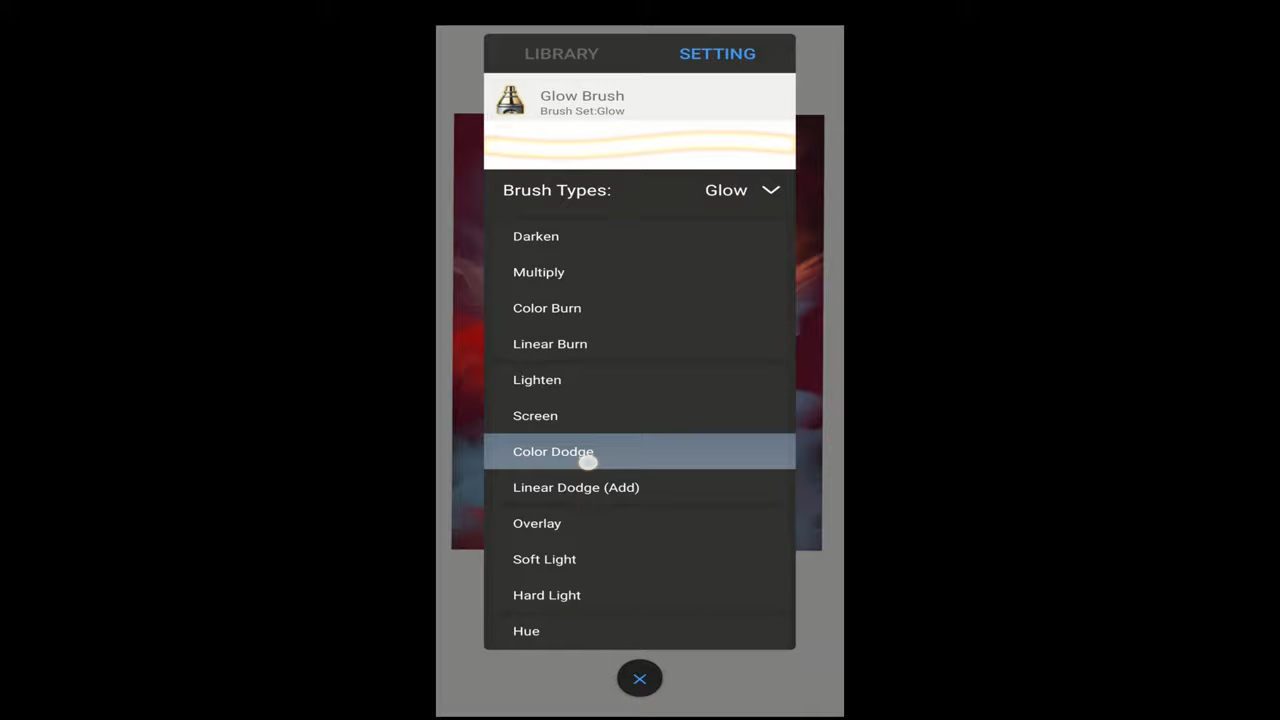 LIBRARY
SETTING
Glow Brush
Brush Set:Glow
Brush Types:
Glow
Darken
Multiply
Color Burn
Linear Burn
Lighten
Screen
Color Dodge
Linear Dodge (Add)
Overlay
Soft Light
Hard Light
Hue